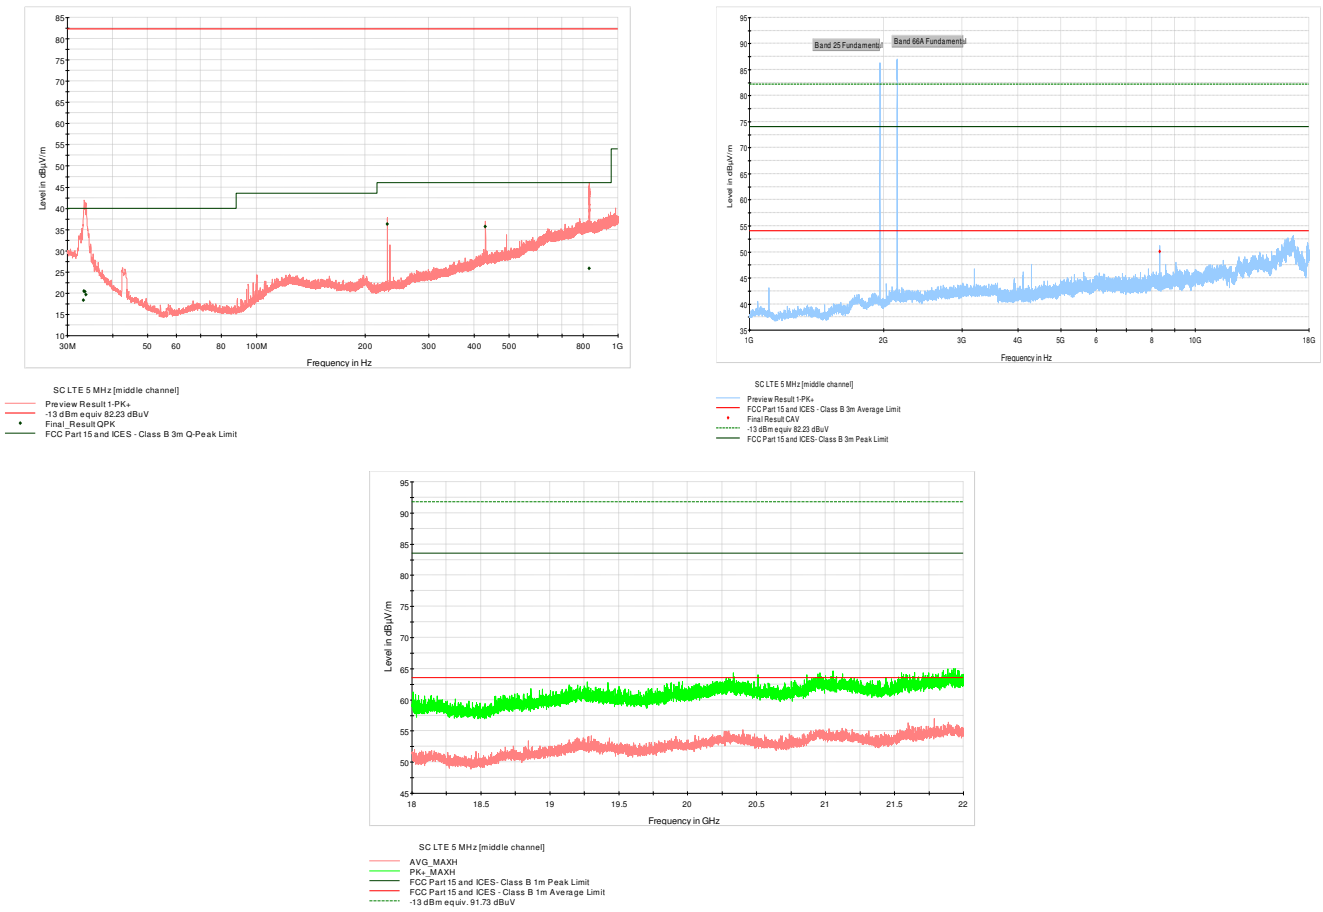 85
85
80
75
70
65
60
55
50
45
40
35
30
25
20
15
10
Level in dBµV/m
30M 50 60 80 100M 200 300 400 500 800 1G
Frequency in Hz
SC LTE 5 MHz [middle channel]
Preview Result 1-PK+
-13 dBm equiv 82.23 dBuV
Final_Result QPK
FCC Part 15 and ICES - Class B 3m Q-Peak Limit
95
90
85
80
75
70
65
60
55
50
45
40
35
Level in dBµV/m
Band 25 Fundamental
Band 66A Fundamental
1G 2G 3G 4G 5G 6 8 10G 18G
Frequency in Hz
SC LTE 5 MHz [middle channel]
Preview Result 1-PK+
FCC Part 15 and ICES - Class B 3m Average Limit
Final Result CAV
-13 dBm equiv 82.23 dBuV
FCC Part 15 and ICES- Class B 3m Peak Limit
95
90
85
80
75
70
65
60
55
50
45
Level in dBµV/m
18 18.5 19 19.5 20 20.5 21 21.5 22
Frequency in GHz
SC LTE 5 MHz [middle channel]
AVG_MAXH
PK+_MAXH
FCC Part 15 and ICES- Class B 1m Peak Limit
FCC Part 15 and ICES - Class B 1m Average Limit
-13 dBm equiv. 91.73 dBuV